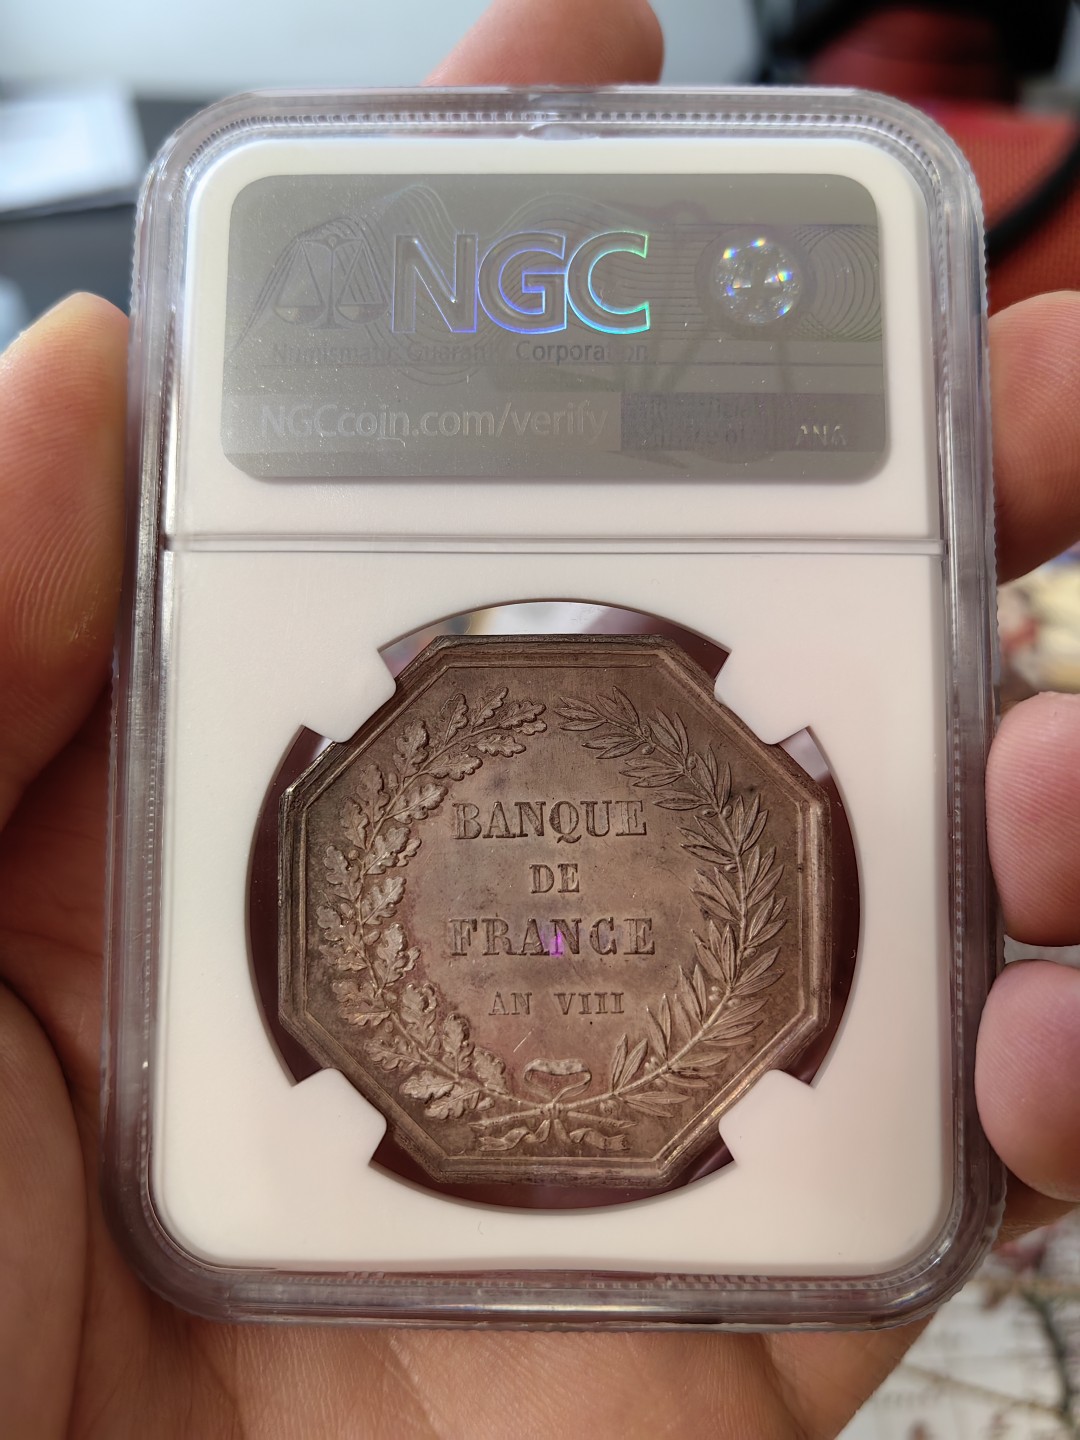 NGC
Numismatic Guaranty Corporation
NGCcoin.com/verify
BANQUE
DE
FRANCE
AN VIII